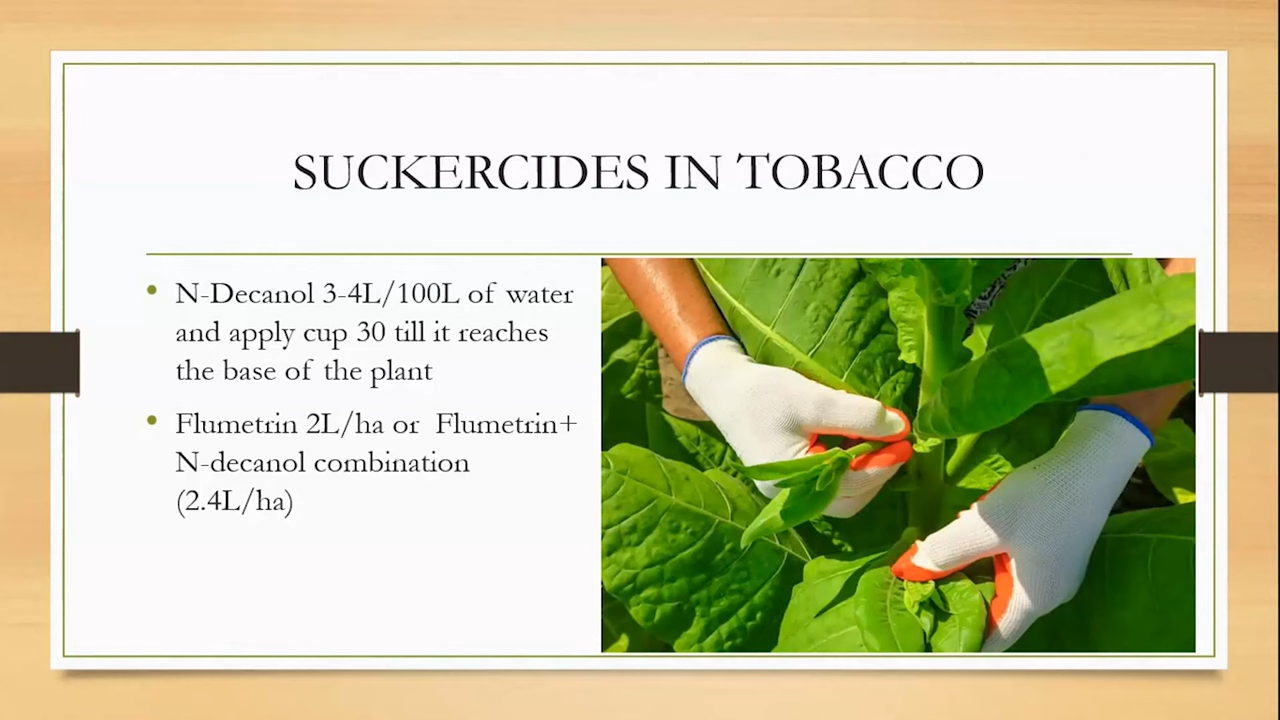 SUCKERCIDES IN TOBACCO
N-Decanol 3-4L/100L of water
and apply cup 30 till it reaches
the base of the plant
Flumetrin 2L/ha or Flumetrin+
N-decanol combination
(2.4L/ha)